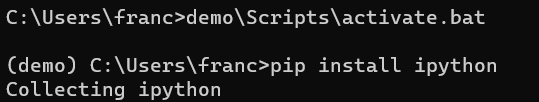 C:\Users\franc>demo\Scripts\activate.bat
(demo) C:\Users\franc>pip install ipython
Collecting ipython